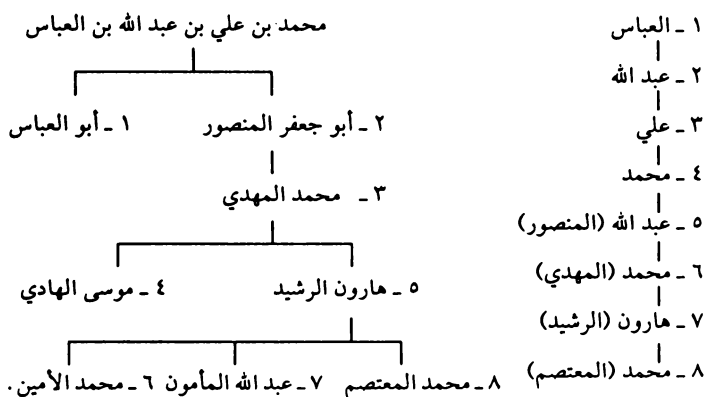 ١ ـ العباس
٢ ـ عبد الله
٣ ـ علي
٤ ـ محمد
٥ ـ عبد الله (المنصور)
٦ ـ محمد (المهدي)
٧ ـ هارون (الرشيد)
٨ ـ محمد (المعتصم)
محمد بن علي بن عبد الله بن العباس
٢ ـ أبو جعفر المنصور ١ ـ أبو العباس
٣ ـ محمد المهدي
٥ ـ هارون الرشيد ٤ ـ موسى الهادي
٨ ـ محمد المعتصم ٧ ـ عبد الله المأمون ٦ ـ محمد الأمين .